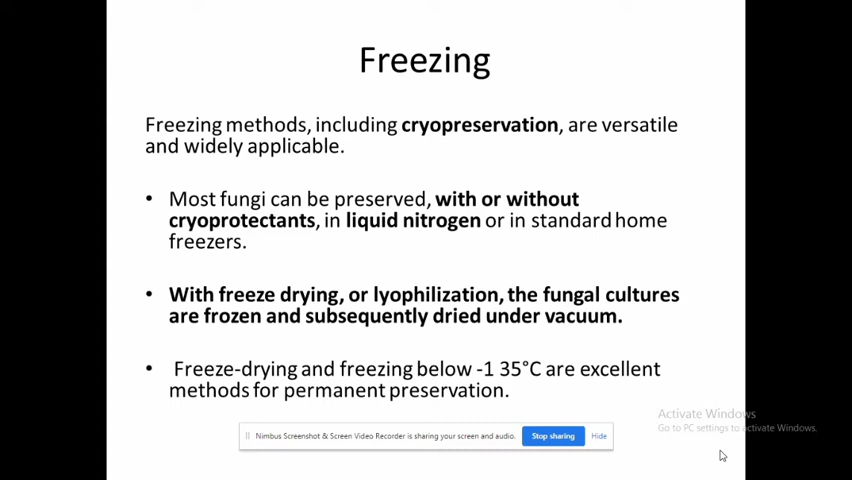 Freezing
Freezing methods, including cryopreservation, are versatile
and widely applicable.
• Most fungi can be preserved, with or without
cryoprotectants, in liquid nitrogen or in standard home
freezers.
• With freeze drying, or lyophilization, the fungal cultures
are frozen and subsequently dried under vacuum.
• Freeze-drying and freezing below -1 35°C are excellent
methods for permanent preservation.
Activate Windows
Go to PC settings to activate Windows.
Nimbus Screenshot & Screen Video Recorder is sharing your screen and audio. Stop sharing Hide